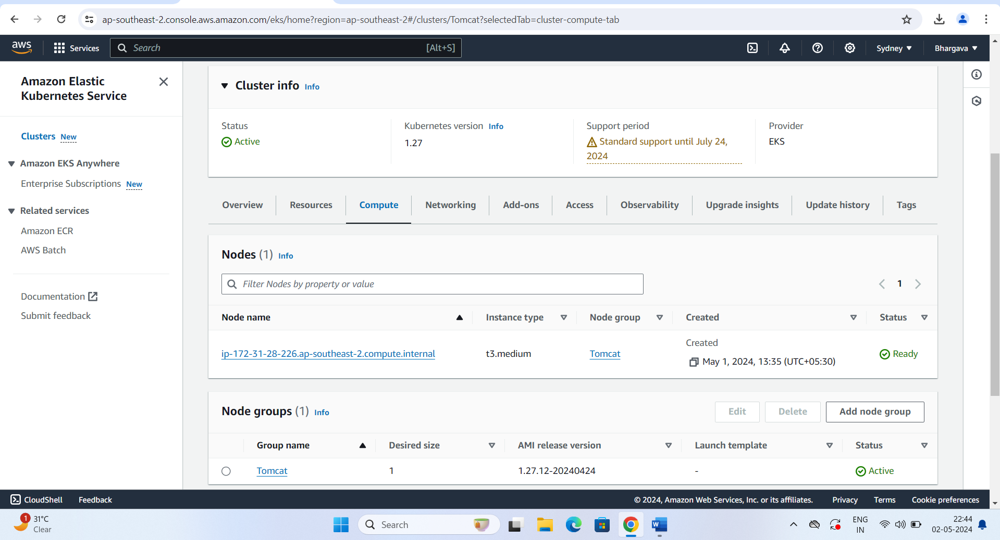 ap-southeast-2.console.aws.amazon.com/eks/home?region=ap-southeast-2#/clusters/Tomcat?selectedTab=cluster-compute-tab
aws Services Search [Alt+S] Sydney Bhargava
Amazon Elastic
Kubernetes Service
Clusters New
Amazon EKS Anywhere
Enterprise Subscriptions New
Related services
Amazon ECR
AWS Batch
Documentation
Submit feedback
Cluster info Info
Status
Active
Kubernetes version Info
1.27
Support period
Standard support until July 24,
2024
Provider
EKS
Overview Resources Compute Networking Add-ons Access Observability Upgrade insights Update history Tags
Nodes (1) Info
Filter Nodes by property or value 1
Node name Instance type Node group Created Status
ip-172-31-28-226.ap-southeast-2.compute.internal t3.medium Tomcat Created
May 1, 2024, 13:35 (UTC+05:30) Ready
Node groups (1) Info Edit Delete Add node group
Group name Desired size AMI release version Launch template Status
Tomcat 1 1.27.12-20240424 - Active
CloudShell Feedback © 2024, Amazon Web Services, Inc. or its affiliates. Privacy Terms Cookie preferences
1 31°C
Clear
Search
W
ENG
IN
22:44
02-05-2024